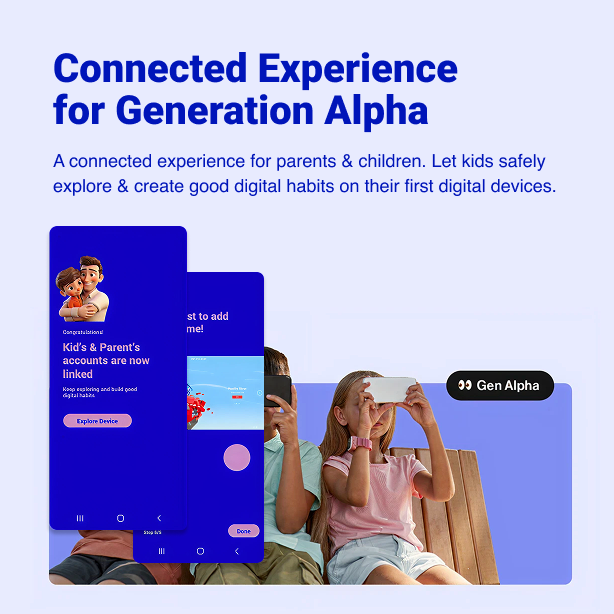 Connected Experience
for Generation Alpha
A connected experience for parents & children. Let kids safely
explore & create good digital habits on their first digital devices.
Congratulations!
Kid's & Parent's
accounts are now
linked
Keep exploring and build good
digital habits
Explore Device
st to add
me!
Step 5/5
Done
👀 Gen Alpha